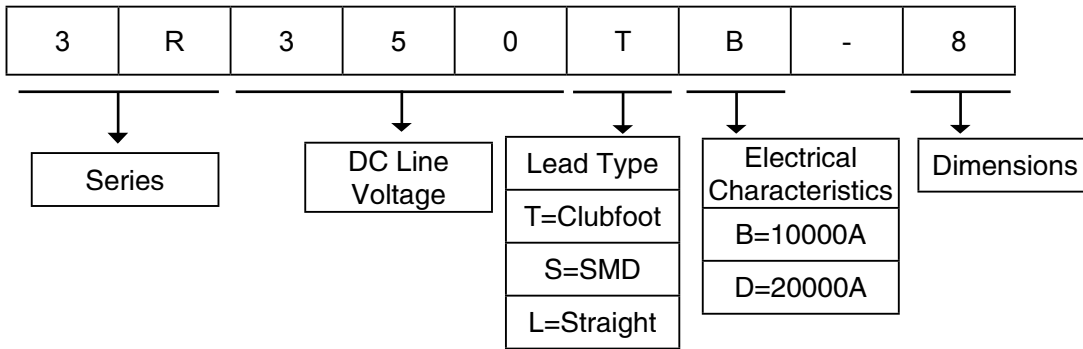 3 R 3 5 0 T B - 8
Series
DC Line
Voltage
Lead Type
T=Clubfoot
S=SMD
L=Straight
Electrical
Characteristics
B=10000A
D=20000A
Dimensions